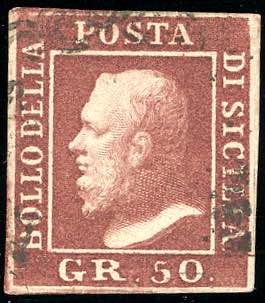 BOLLO DELLA
POSTA
DI SICILIA
GR. 50.